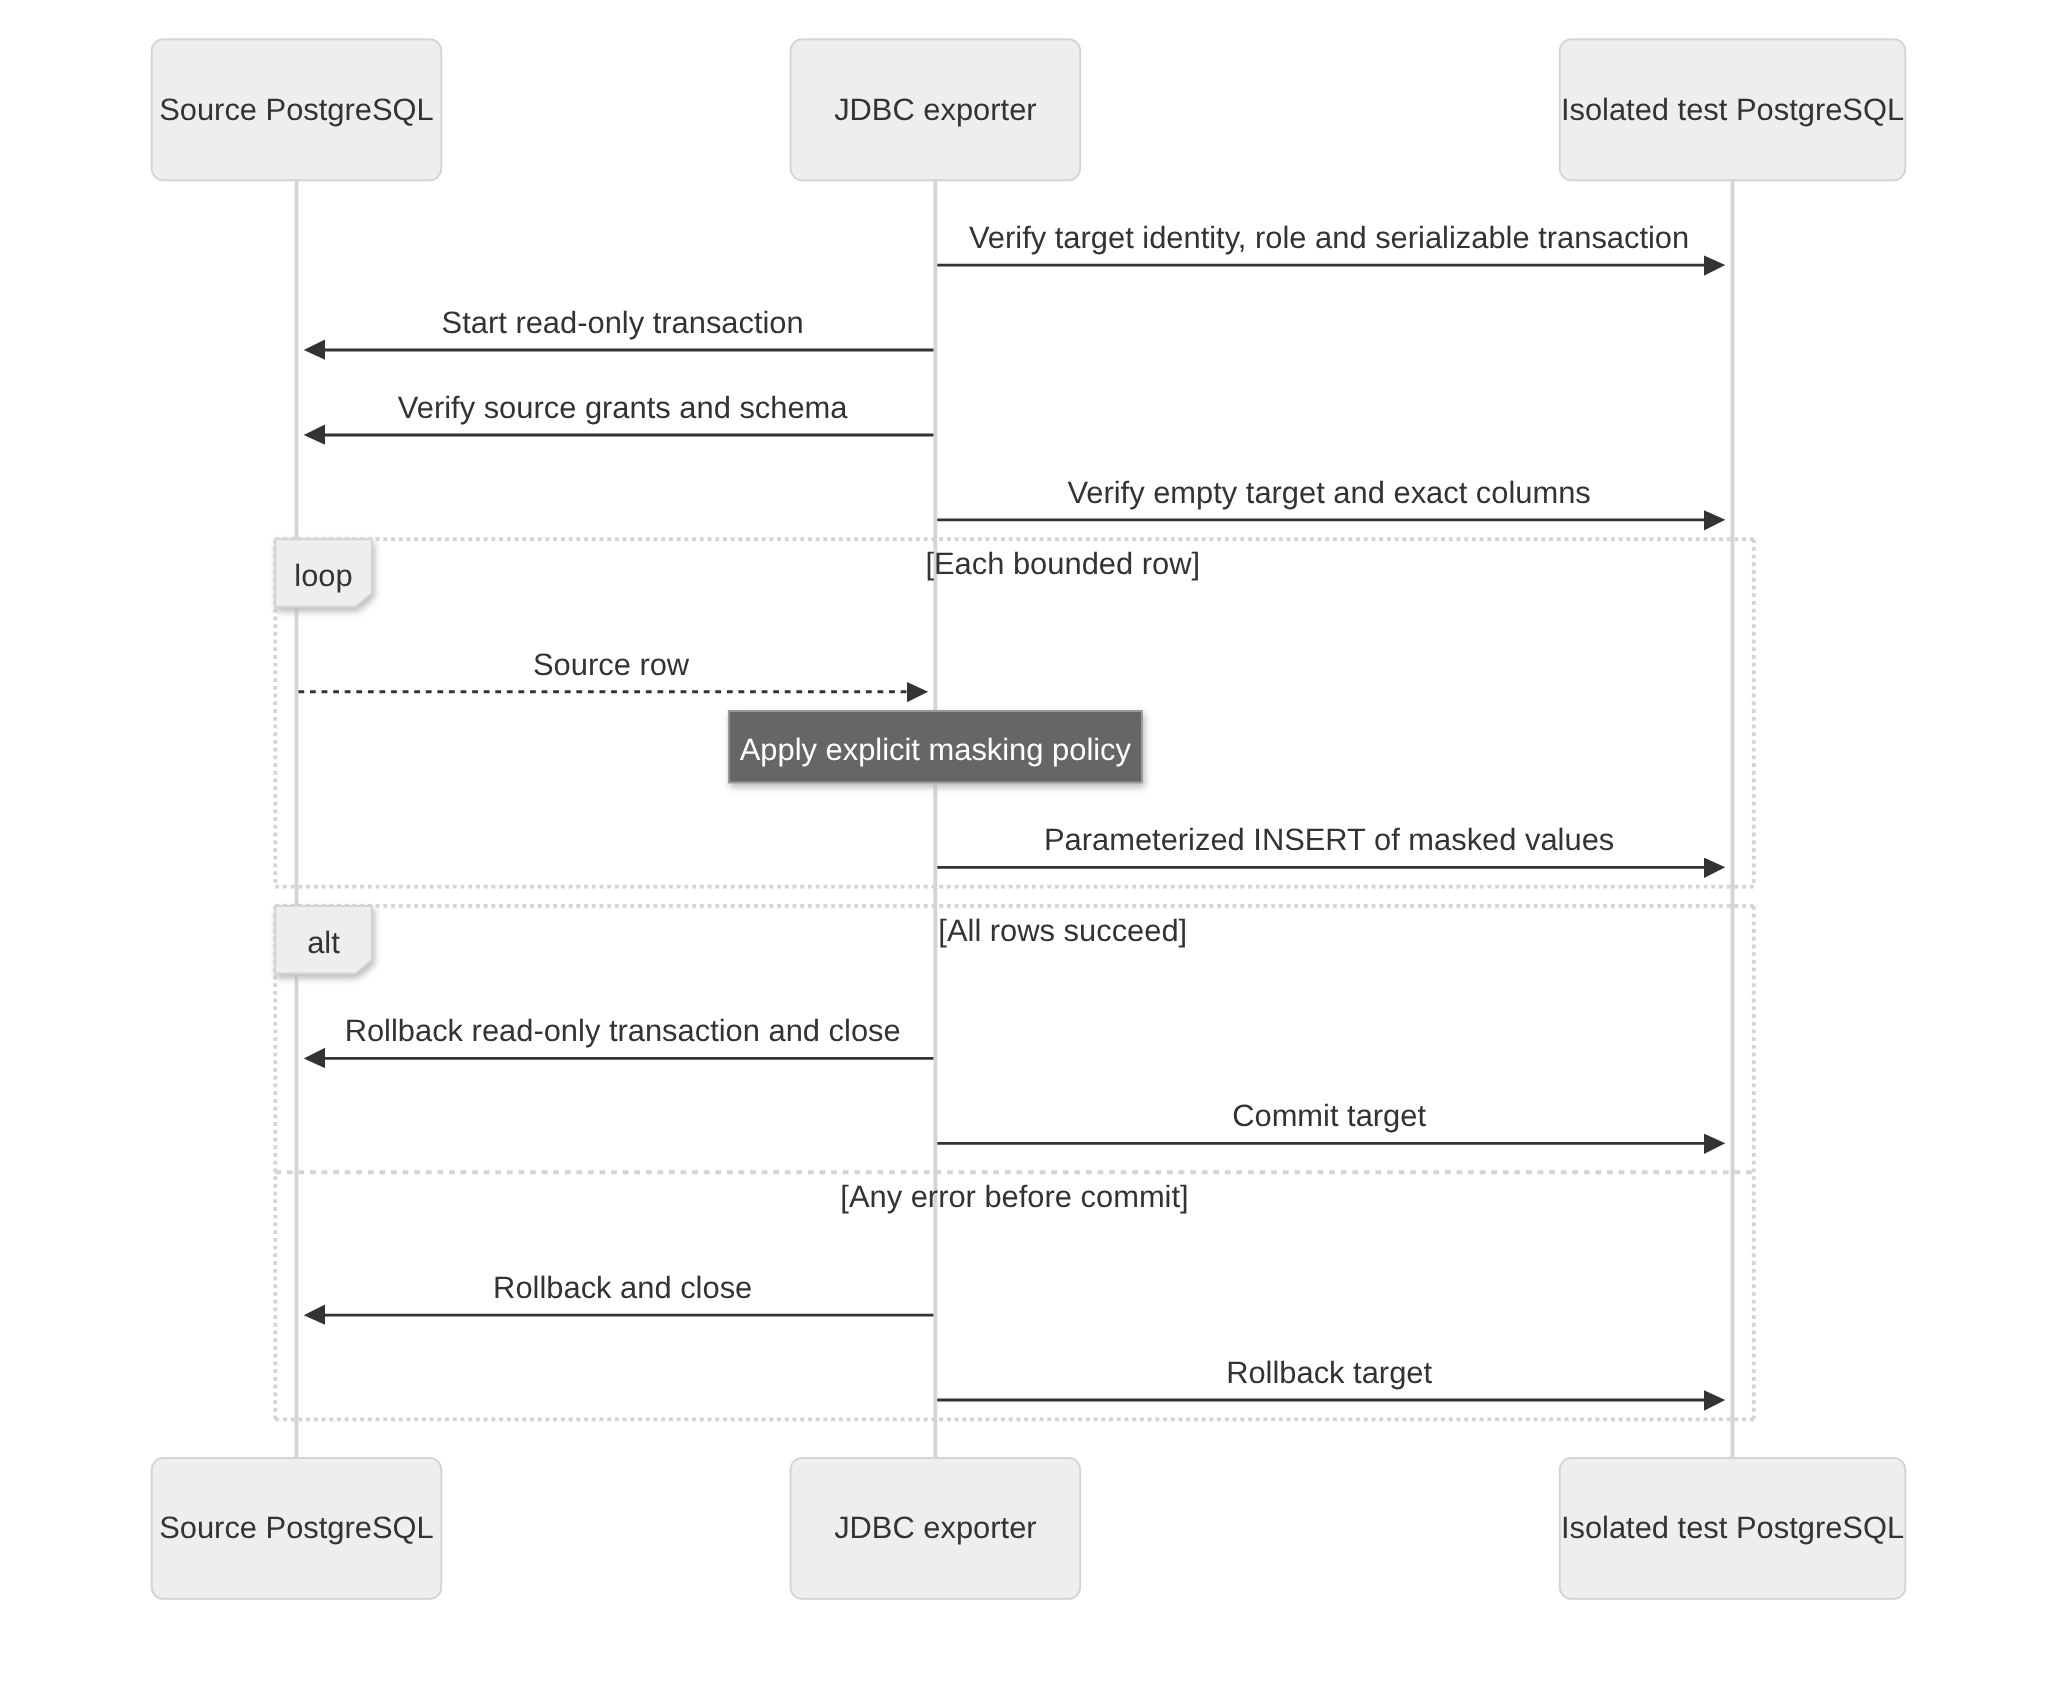 Source PostgreSQL
JDBC exporter
Isolated test PostgreSQL
Verify target identity, role and serializable transaction
Start read-only transaction
Verify source grants and schema
Verify empty target and exact columns
loop
[Each bounded row]
Source row
Apply explicit masking policy
Parameterized INSERT of masked values
alt
[All rows succeed]
Rollback read-only transaction and close
Commit target
[Any error before commit]
Rollback and close
Rollback target
Source PostgreSQL
JDBC exporter
Isolated test PostgreSQL